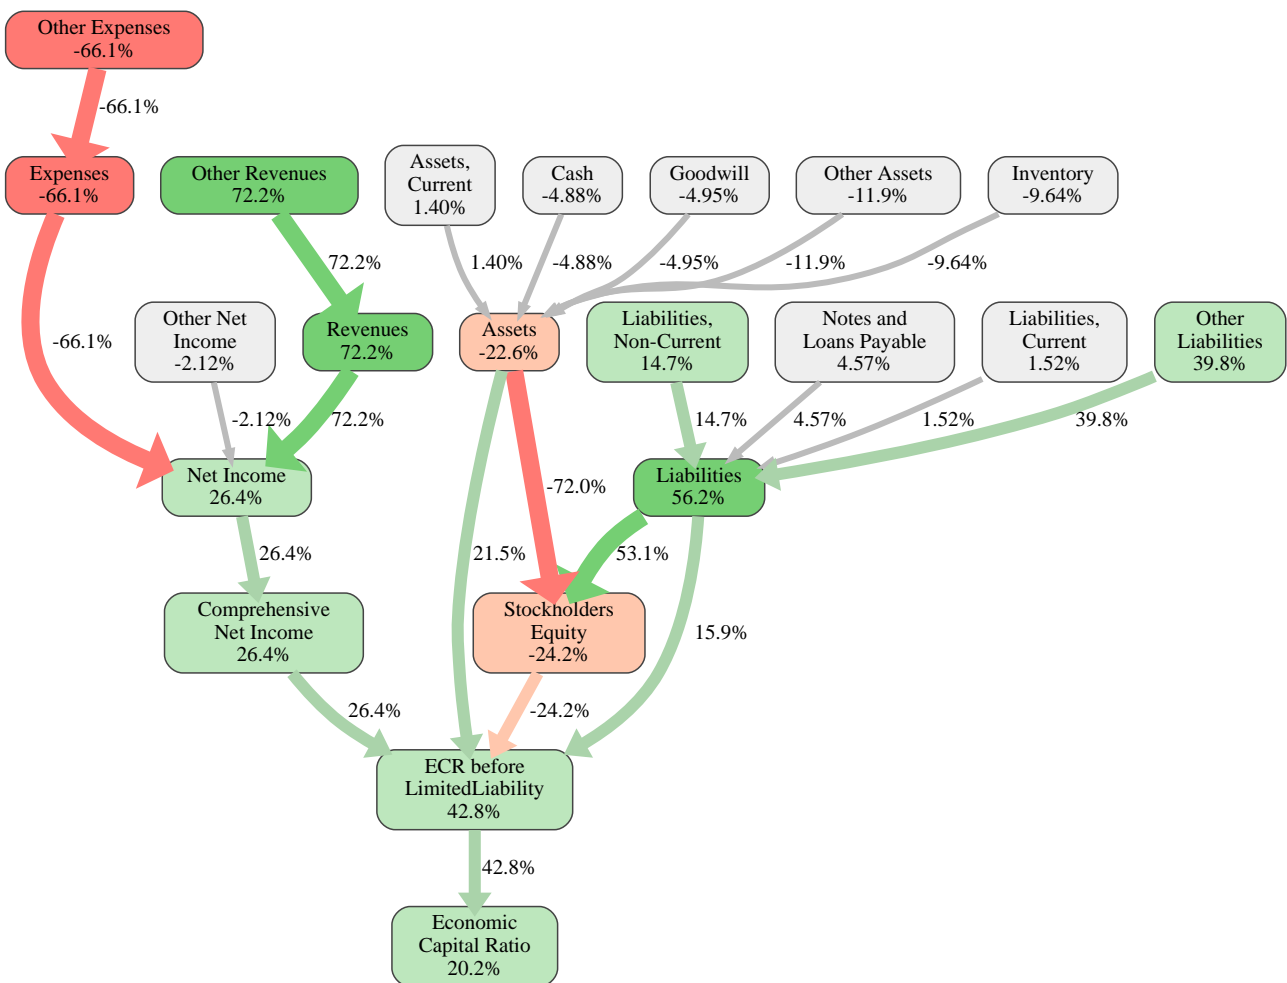 Other Expenses
-66.1%
-66.1%
Expenses
-66.1%
Other Revenues
72.2%
Assets,
Current
1.40%
Cash
-4.88%
Goodwill
-4.95%
Other Assets
-11.9%
Inventory
-9.64%
72.2%
1.40%
-4.88%
-4.95%
-11.9%
-9.64%
-66.1%
Other Net
Income
-2.12%
Revenues
72.2%
Assets
-22.6%
Liabilities,
Non-Current
14.7%
Notes and
Loans Payable
4.57%
Liabilities,
Current
1.52%
Other
Liabilities
39.8%
-2.12%
72.2%
14.7%
4.57%
1.52%
39.8%
Net Income
26.4%
-72.0%
Liabilities
56.2%
26.4%
21.5%
53.1%
Comprehensive
Net Income
26.4%
Stockholders
Equity
-24.2%
15.9%
26.4%
-24.2%
ECR before
LimitedLiability
42.8%
42.8%
Economic
Capital Ratio
20.2%